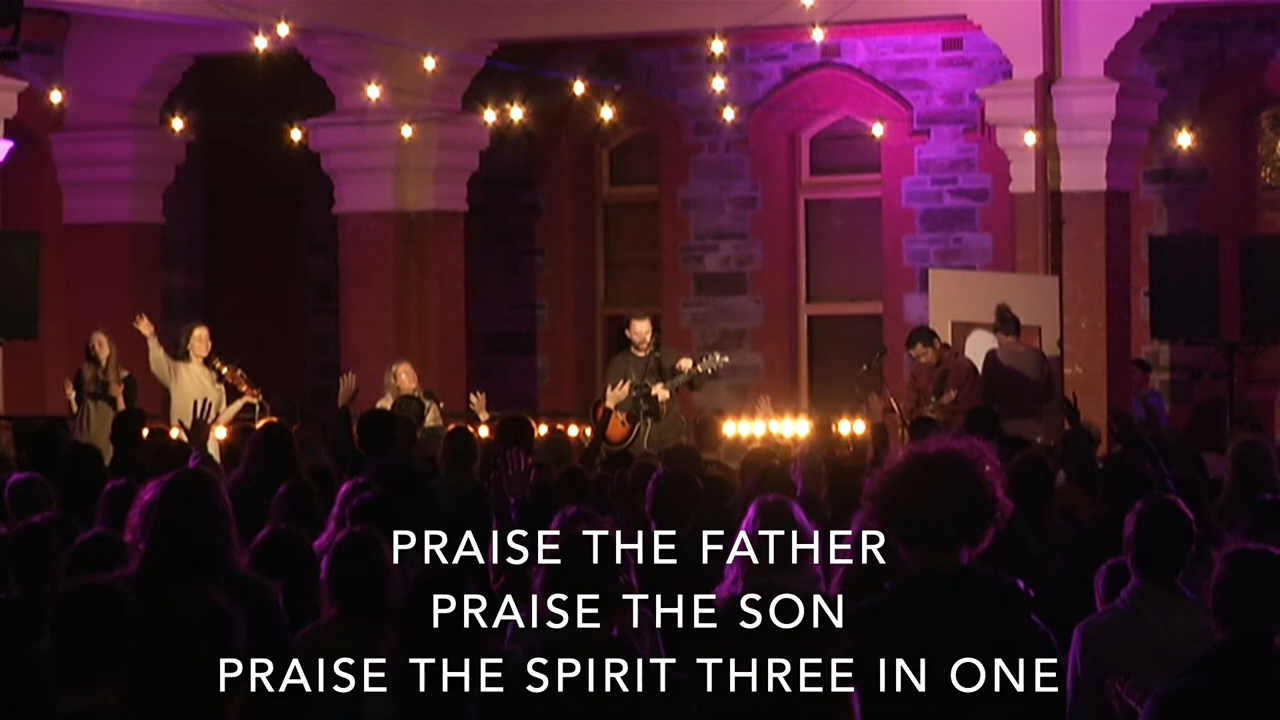 PRAISE THE FATHER
PRAISE THE SON
PRAISE THE SPIRIT THREE IN ONE